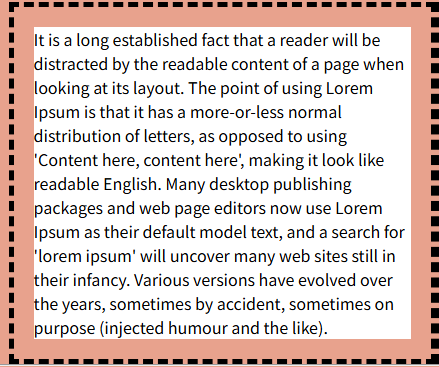 It is a long established fact that a reader will be
distracted by the readable content of a page when
looking at its layout. The point of using Lorem
Ipsum is that it has a more-or-less normal
distribution of letters, as opposed to using
'Content here, content here', making it look like
readable English. Many desktop publishing
packages and web page editors now use Lorem
Ipsum as their default model text, and a search for
'lorem ipsum' will uncover many web sites still in
their infancy. Various versions have evolved over
the years, sometimes by accident, sometimes on
purpose (injected humour and the like).